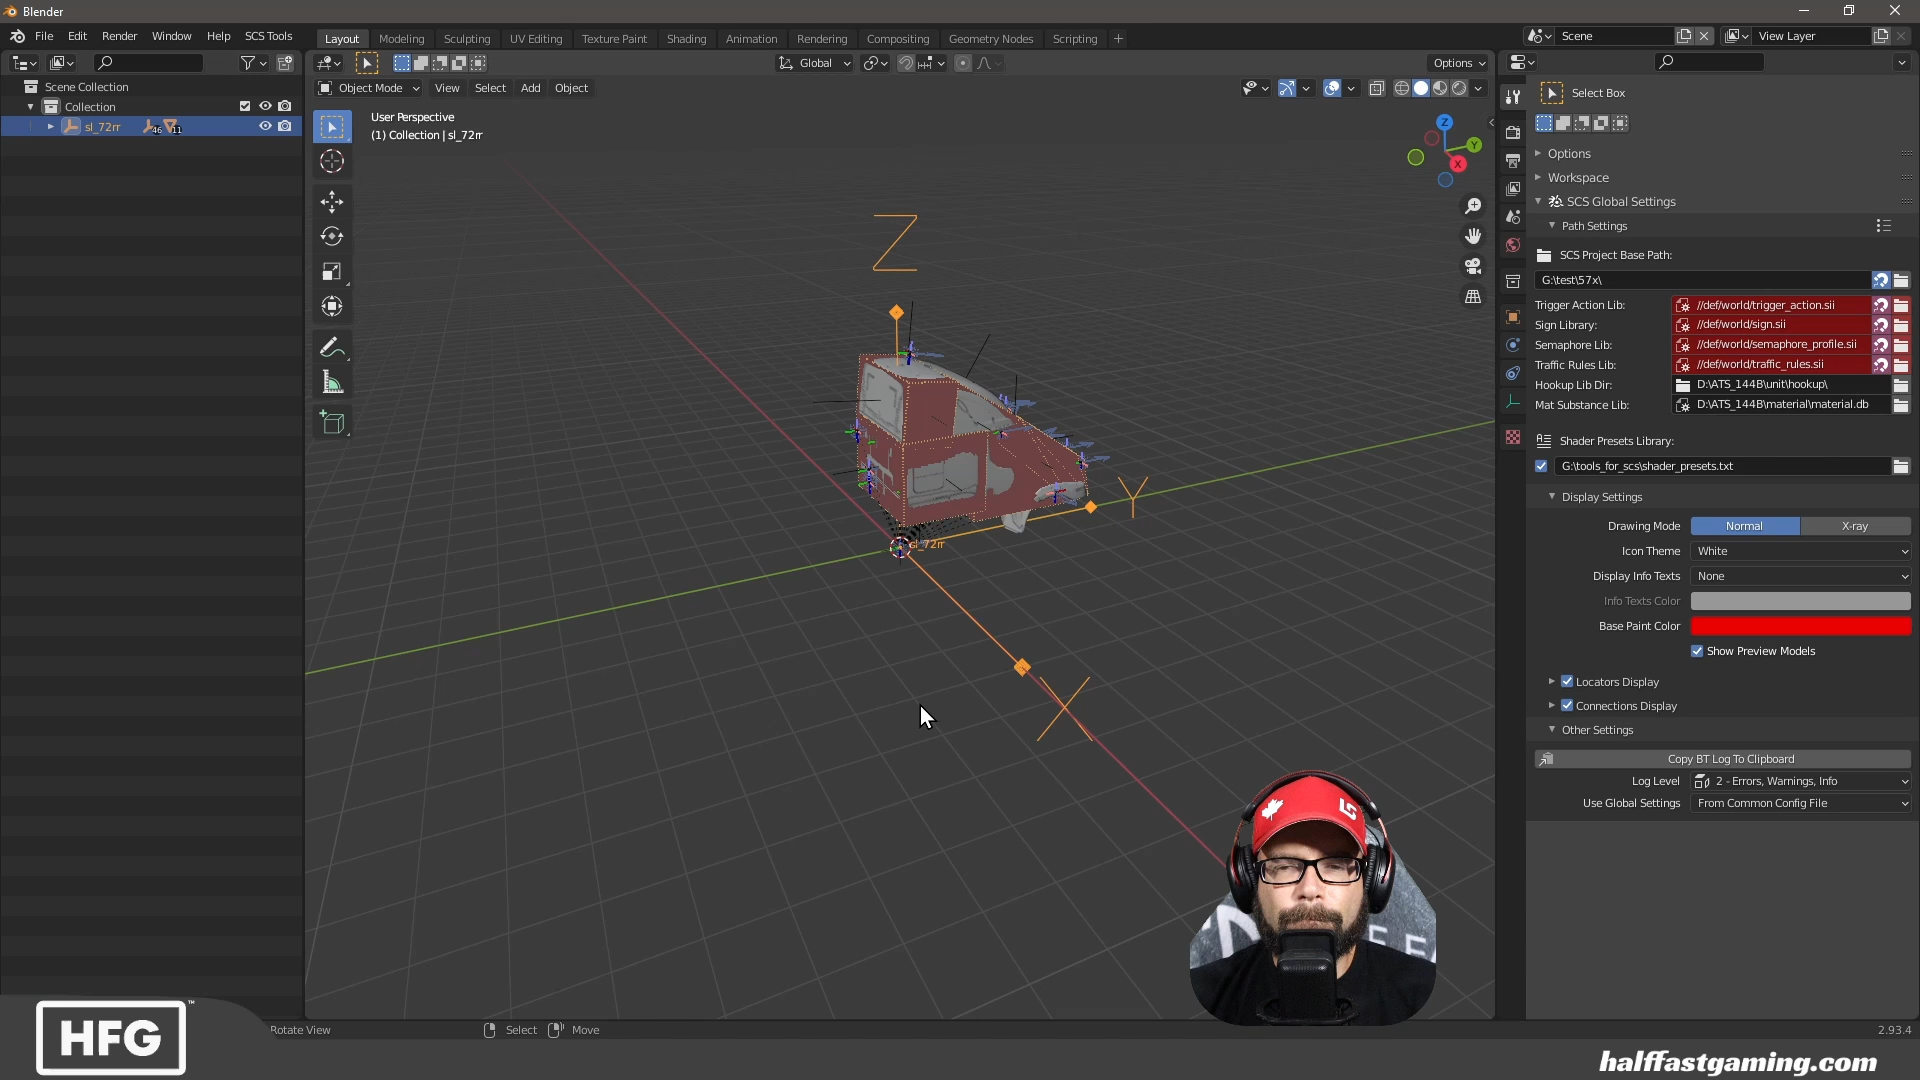 Blender
File Edit Render Window Help SCS Tools
Layout Modeling Sculpting UV Editing Texture Paint Shading Animation Rendering Compositing Geometry Nodes Scripting +
Scene
View Layer
Global
Options
Object Mode View Select Add Object
Scene Collection
Collection
sl_72rr 46 11
User Perspective
(1) Collection | sl_72rr
Z
Y
X
Z
Y
X
sl_72rr
Select Box
Options
Workspace
SCS Global Settings
Path Settings
SCS Project Base Path:
G:\test\57x\
Trigger Action Lib: //def/world/trigger_action.sii
Sign Library: //def/world/sign.sii
Semaphore Lib: //def/world/semaphore_profile.sii
Traffic Rules Lib: //def/world/traffic_rules.sii
Hookup Lib Dir: D:\ATS_144B\unit\hookup\
Mat Substance Lib: D:\ATS_144B\material\material.db
Shader Presets Library:
G:\tools_for_scs\shader_presets.txt
Display Settings
Drawing Mode Normal X-ray
Icon Theme White
Display Info Texts None
Info Texts Color
Base Paint Color
Show Preview Models
Locators Display
Connections Display
Other Settings
Copy BT Log To Clipboard
Log Level 2 - Errors, Warnings, Info
Use Global Settings From Common Config File
HFG ™
Rotate View Select Move
2.93.4
halffastgaming.com